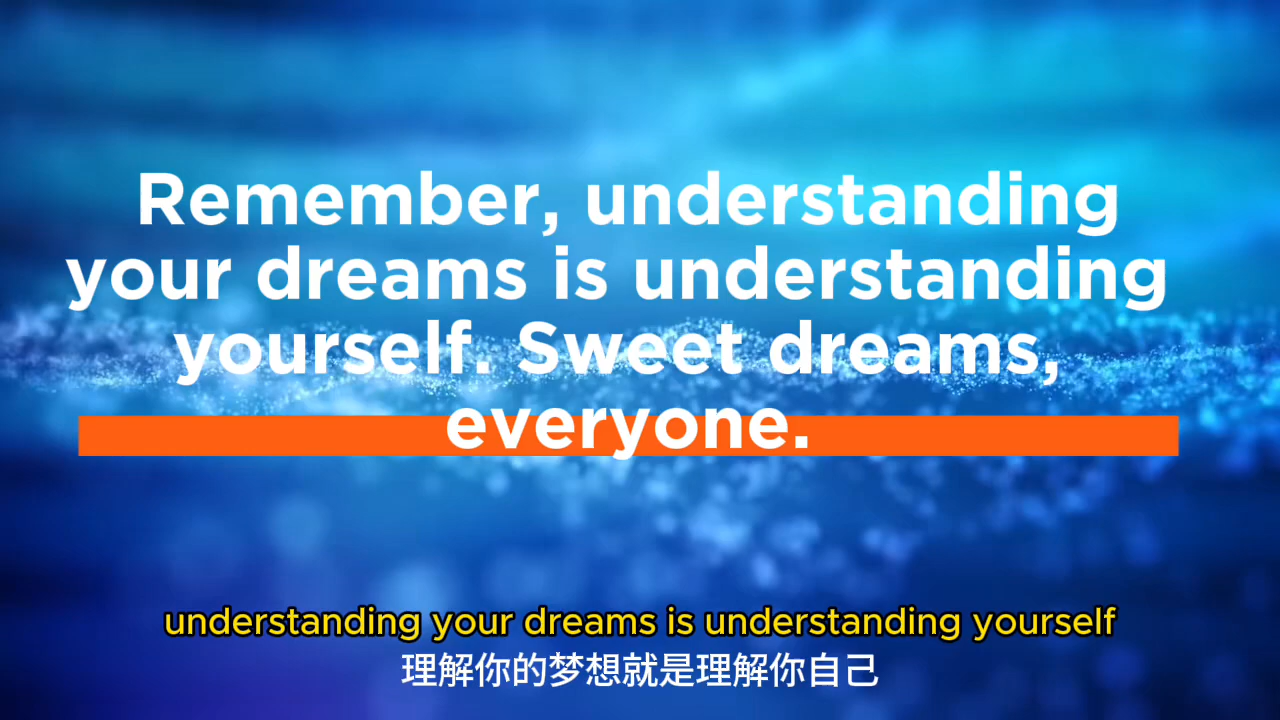 Remember, understanding
your dreams is understanding
yourself. Sweet dreams,
everyone.
understanding your dreams is understanding yourself
理解你的梦想就是理解你自己